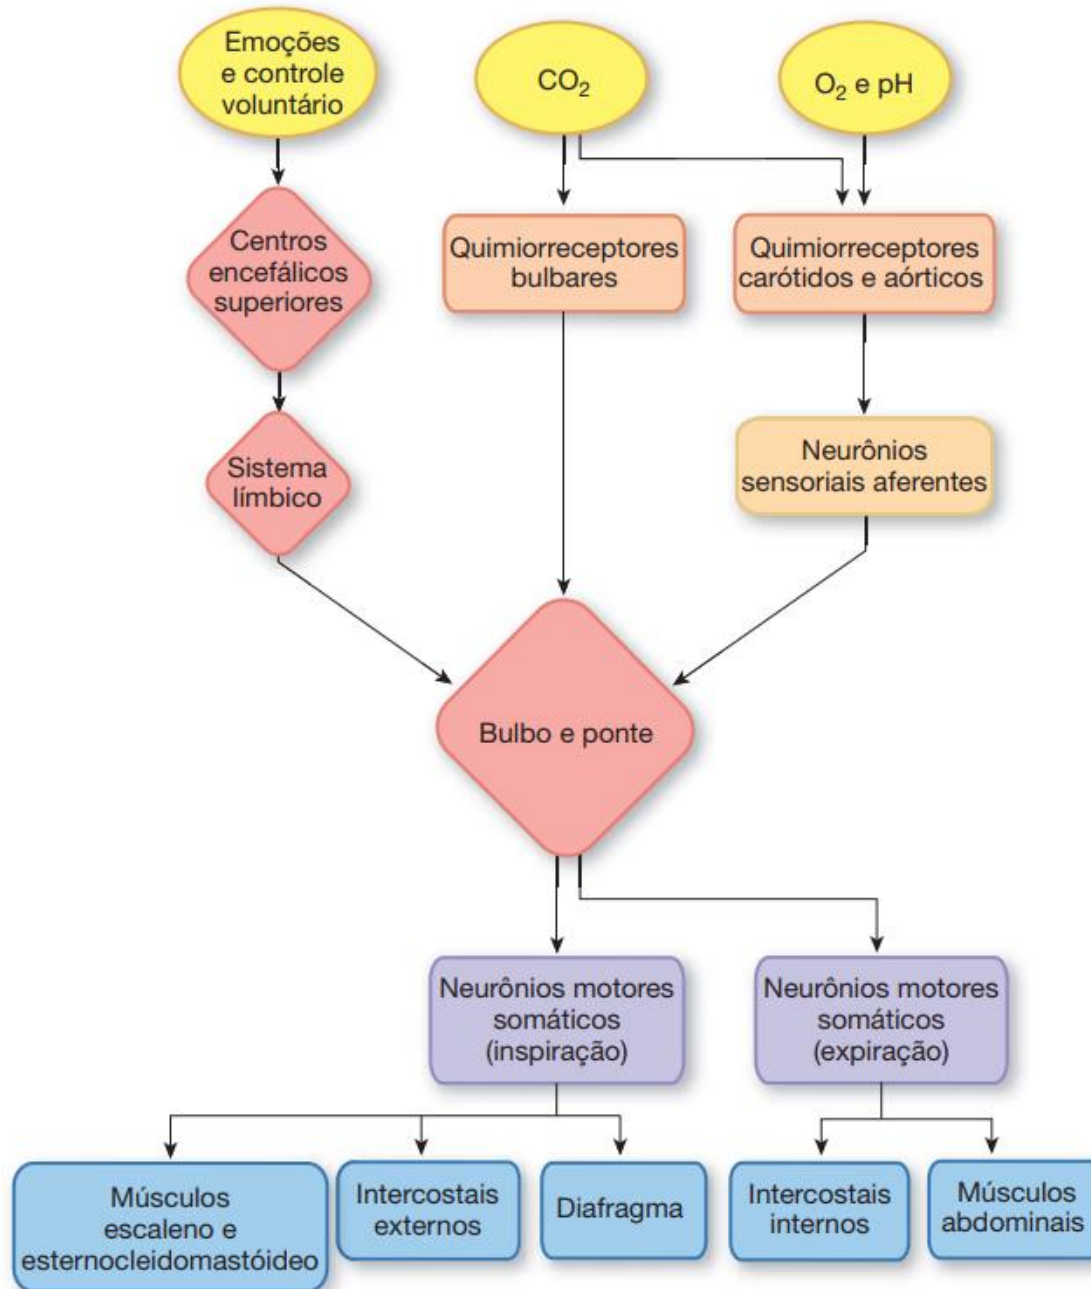 Emoções
e controle
voluntário
CO₂
O₂ e pH
Centros
encefálicos
superiores
Quimiorreceptores
bulbares
Quimiorreceptores
carótidos e aórticos
Sistema
límbico
Neurônios
sensoriais aferentes
Bulbo e ponte
Neurônios motores
somáticos
(inspiração)
Neurônios motores
somáticos
(expiração)
Músculos
escaleno e
esternocleidomastóideo
Intercostais
externos
Diafragma
Intercostais
internos
Músculos
abdominais